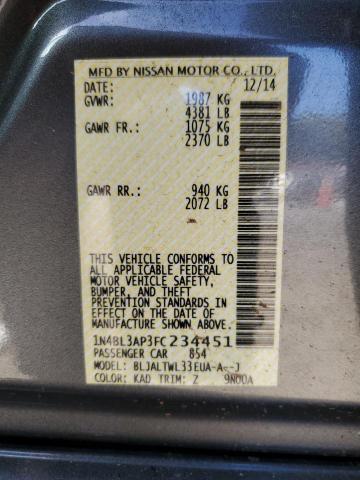 MFD BY NISSAN MOTOR CO., LTD.
DATE: 12/14
GVWR: 1987 KG
4381 LB
GAWR FR.: 1075 KG
2370 LB
GAWR RR.: 940 KG
2072 LB
THIS VEHICLE CONFORMS TO
ALL APPLICABLE FEDERAL
MOTOR VEHICLE SAFETY,
BUMPER, AND THEFT
PREVENTION STANDARDS IN
EFFECT ON THE DATE OF
MANUFACTURE SHOWN ABOVE.
1N4BL3AP3FC234451
PASSENGER CAR 854
MODEL: BLJALTWL33EUA-A--J
COLOR: KAD TRIM: Z 9N00A